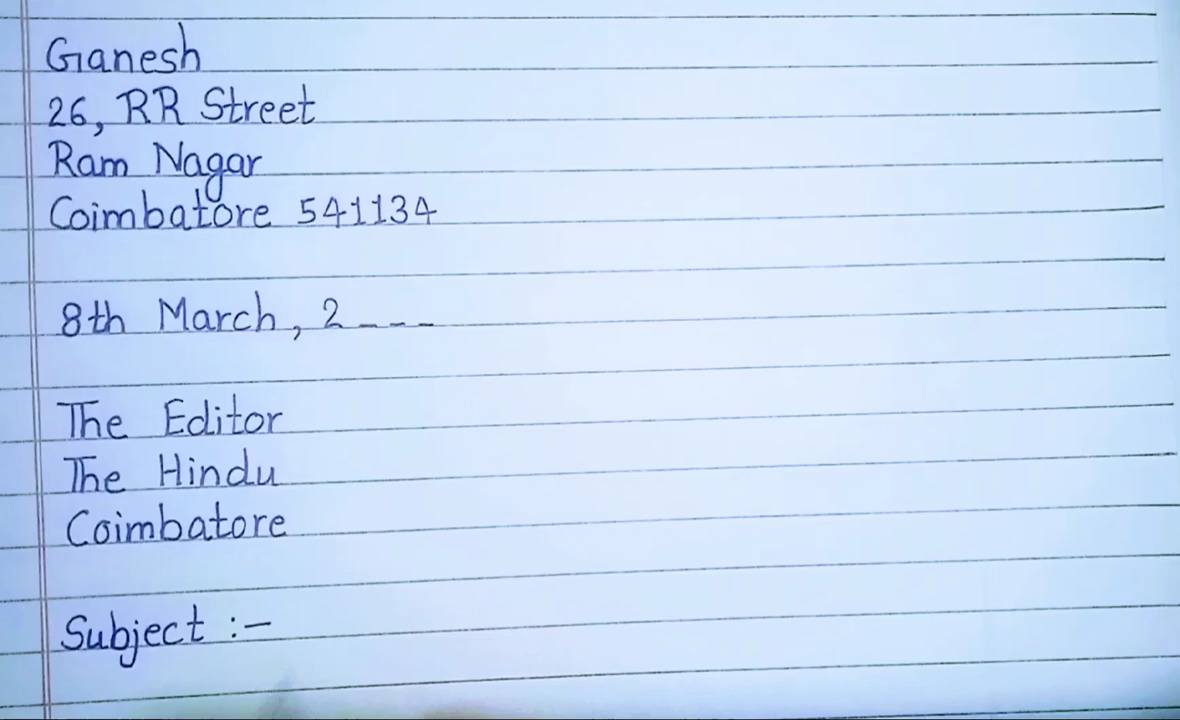 Ganesh
26, RR Street
Ram Nagar
Coimbatore 541134
8th March, 2----
The Editor
The Hindu
Coimbatore
Subject :-